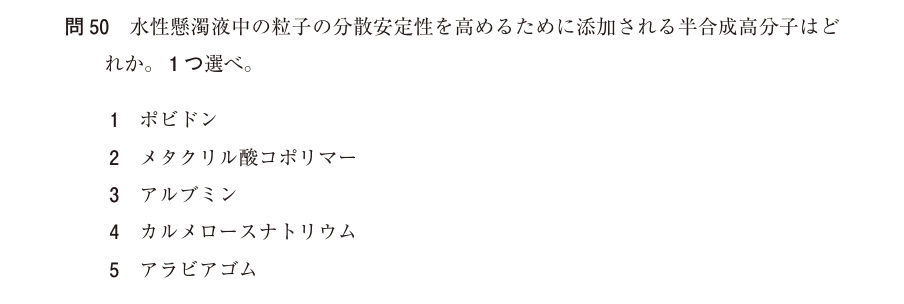 問 50　水性懸濁液中の粒子の分散安定性を高めるために添加される半合成高分子はど
れか。1つ選べ。
1　ポビドン
2　メタクリル酸コポリマー
3　アルブミン
4　カルメロースナトリウム
5　アラビアゴム